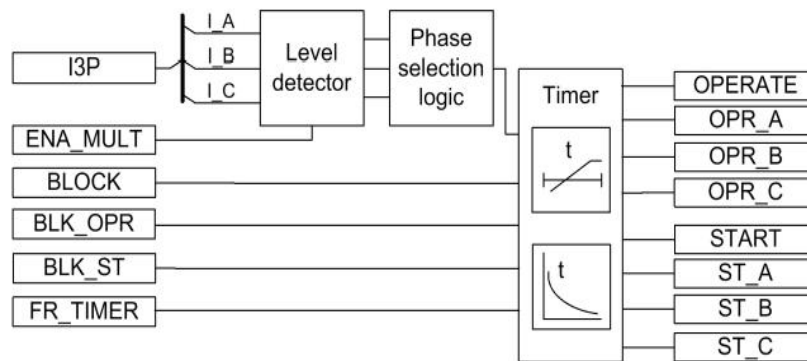 I_A
I3P
I_B
I_C
Level
detector
Phase
selection
logic
ENA_MULT
BLOCK
BLK_OPR
BLK_ST
FR_TIMER
Timer
t
t
OPERATE
OPR_A
OPR_B
OPR_C
START
ST_A
ST_B
ST_C